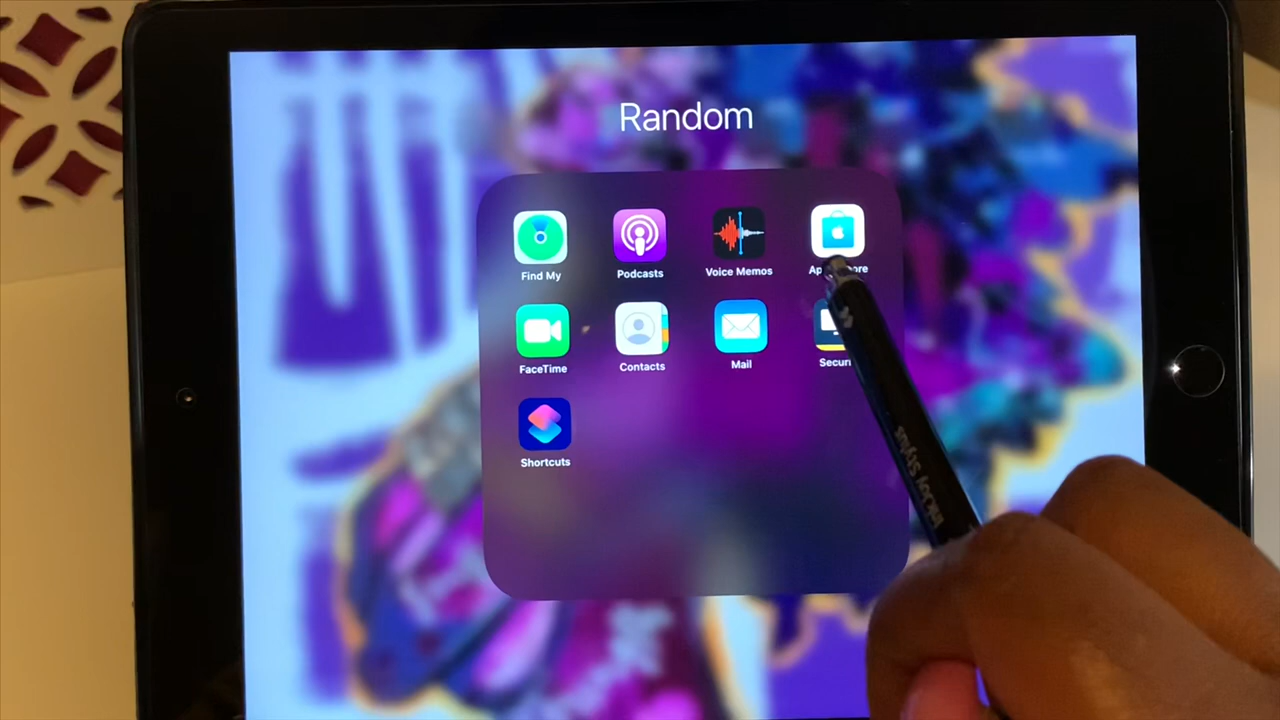 Random
Find My
Podcasts
Voice Memos
FaceTime
Contacts
Mail
Shortcuts